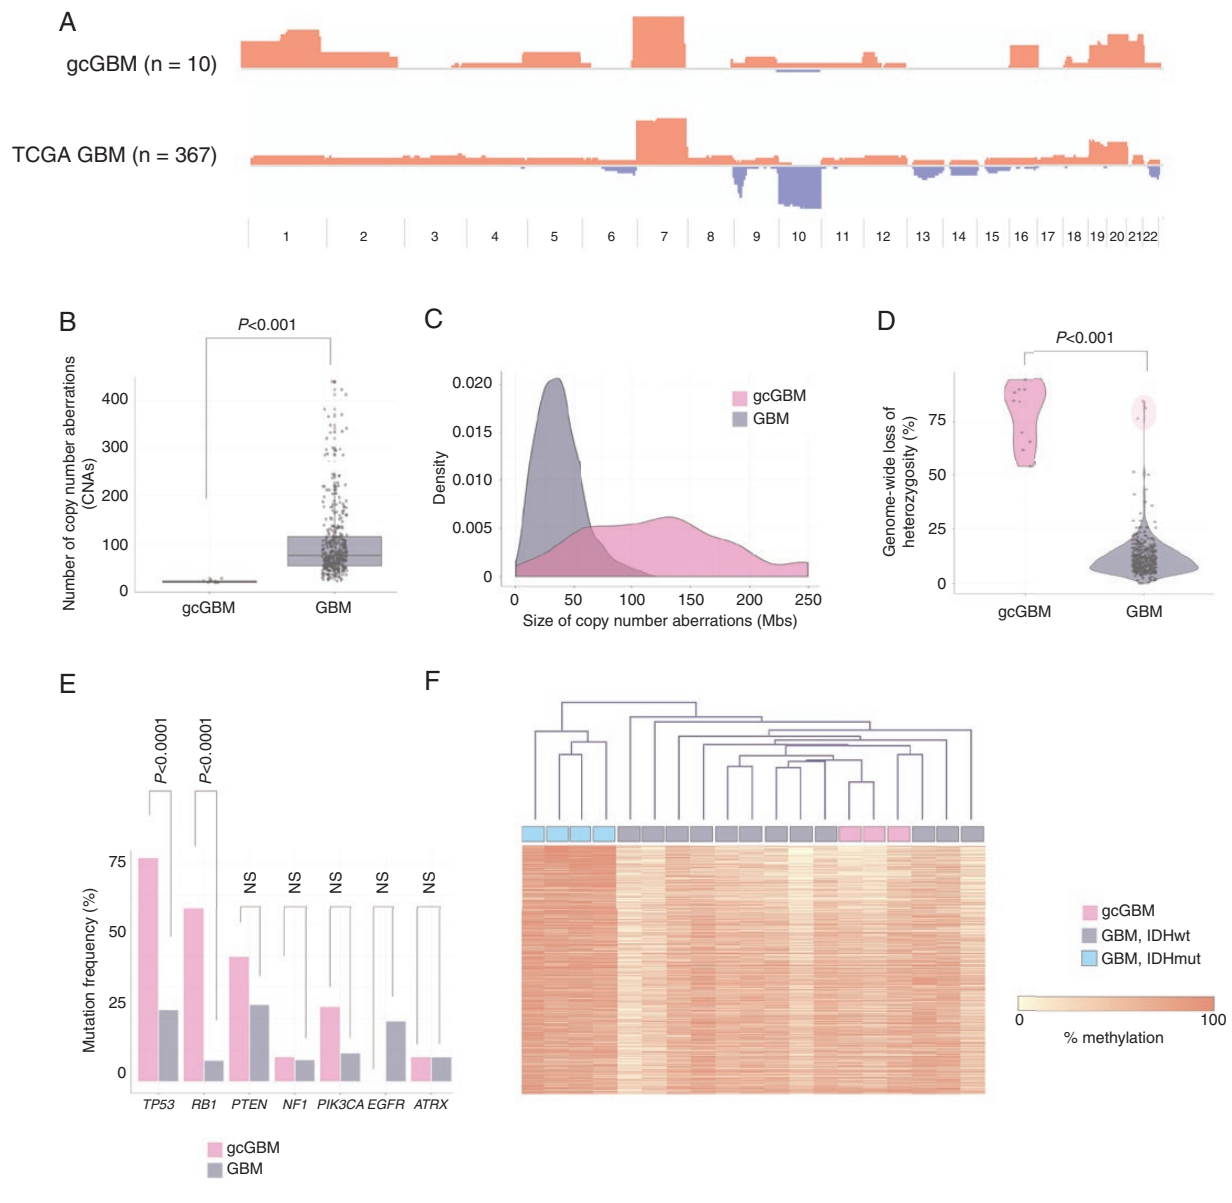 A
gcGBM (n = 10)
TCGA GBM (n = 367)
1 2 3 4 5 6 7 8 9 10 11 12 13 14 15 16 17 18 19 20 21 22
B
P<0.001
Number of copy number aberrations
(CNAs)
400
300
200
100
0
gcGBM GBM
C
0.020
0.015
0.010
0.005
0
Density
gcGBM
GBM
0 50 100 150 200 250
Size of copy number aberrations (Mbs)
D
P<0.001
Genome-wide loss of
heterozygosity (%)
75
50
25
0
gcGBM GBM
E
P<0.0001 P<0.0001 NS NS NS NS NS
Mutation frequency (%)
75
50
25
0
TP53 RB1 PTEN NF1 PIK3CA EGFR ATRX
gcGBM
GBM
F
gcGBM
GBM, IDHwt
GBM, IDHmut
0 100
% methylation